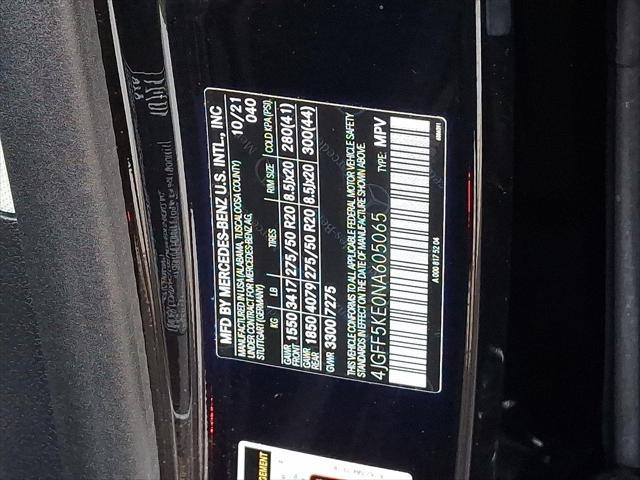 MFD BY MERCEDES-BENZ U.S. INTL., INC
MANUFACTURED IN USA (ALABAMA, TUSCALOOSA COUNTY)
UNDER CONTRACT FOR MERCEDES-BENZ AG,
STUTTGART (GERMANY)
10/21
040
KG LB TIRES RIM SIZE COLD KPA (PSI)
GAWR FRONT 1550 3417 275/50 R20 8.5Jx20 280(41)
GAWR REAR 1850 4079 275/50 R20 8.5Jx20 300(44)
GVWR 3300 7275
THIS VEHICLE CONFORMS TO ALL APPLICABLE FEDERAL MOTOR VEHICLE SAFETY
STANDARDS IN EFFECT ON THE DATE OF MANUFACTURE SHOWN ABOVE.
4JGFF5KE0NA605065 TYPE: MPV
A 000 817 52 04